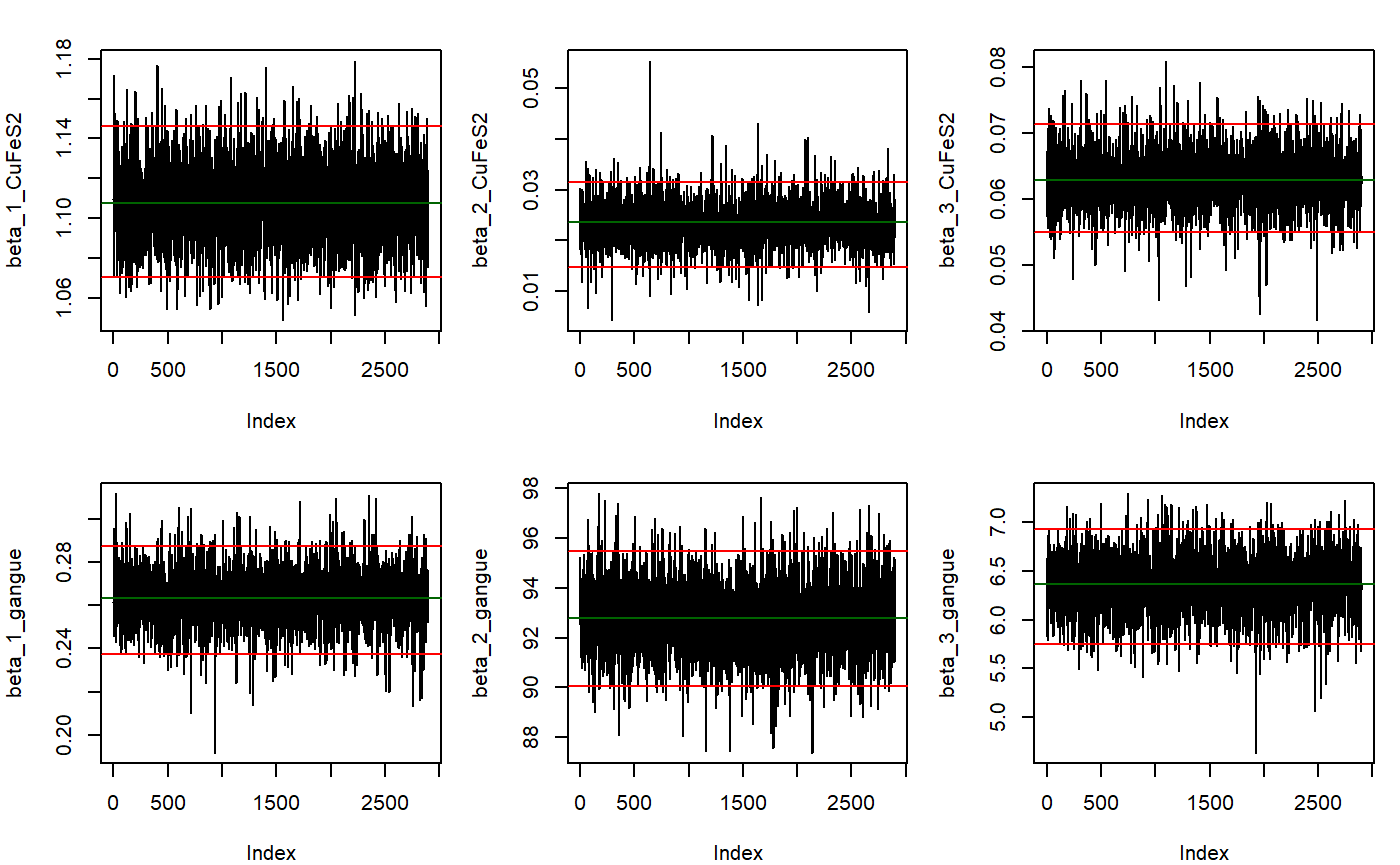 beta_1_CuFeS2
1.06 1.10 1.14 1.18
0 500 1500 2500
Index
beta_2_CuFeS2
0.01 0.03 0.05
0 500 1500 2500
Index
beta_3_CuFeS2
0.04 0.05 0.06 0.07 0.08
0 500 1500 2500
Index
beta_1_gangue
0.20 0.24 0.28
0 500 1500 2500
Index
beta_2_gangue
88 90 92 94 96 98
0 500 1500 2500
Index
beta_3_gangue
5.0 5.5 6.0 6.5 7.0
0 500 1500 2500
Index